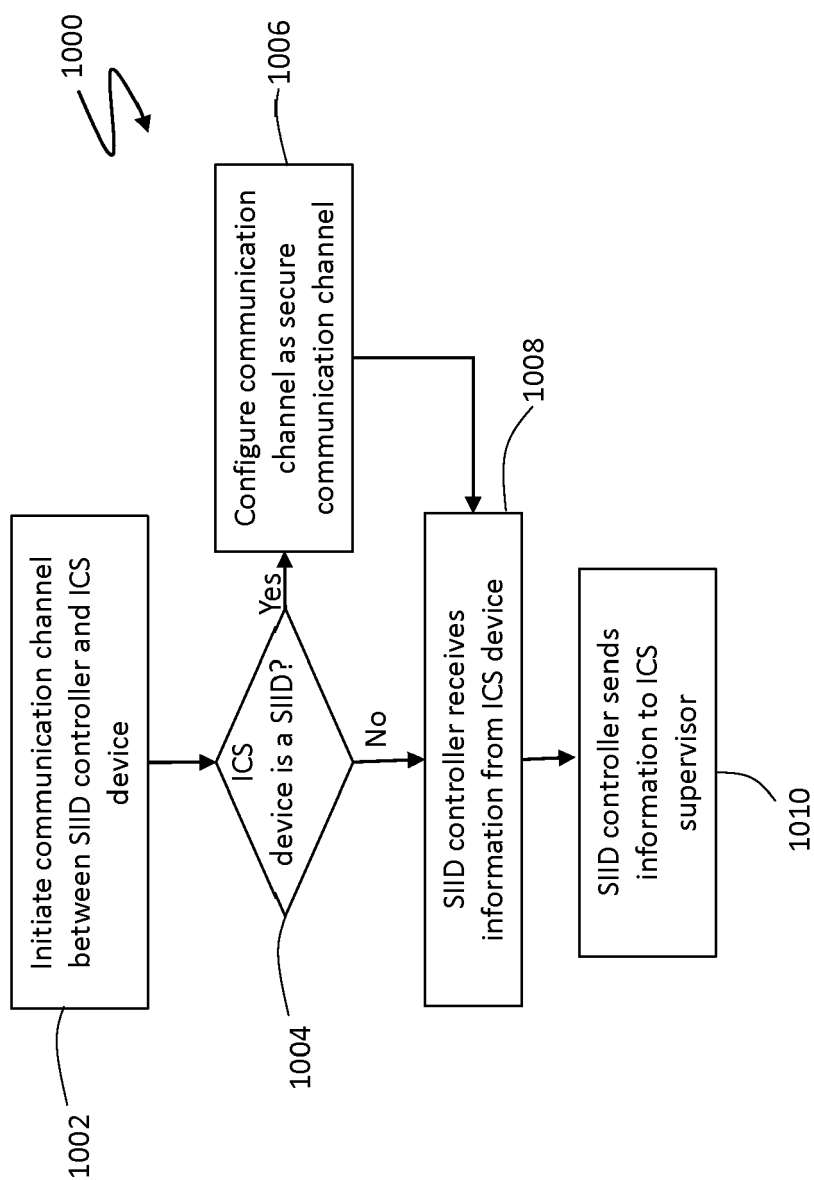 1000
1002
Initiate communication channel
between SIID controller and ICS
device
1004
ICS
device is a SIID?
Yes
No
1006
Configure communication
channel as secure
communication channel
1008
SIID controller receives
information from ICS device
SIID controller sends
information to ICS
supervisor
1010